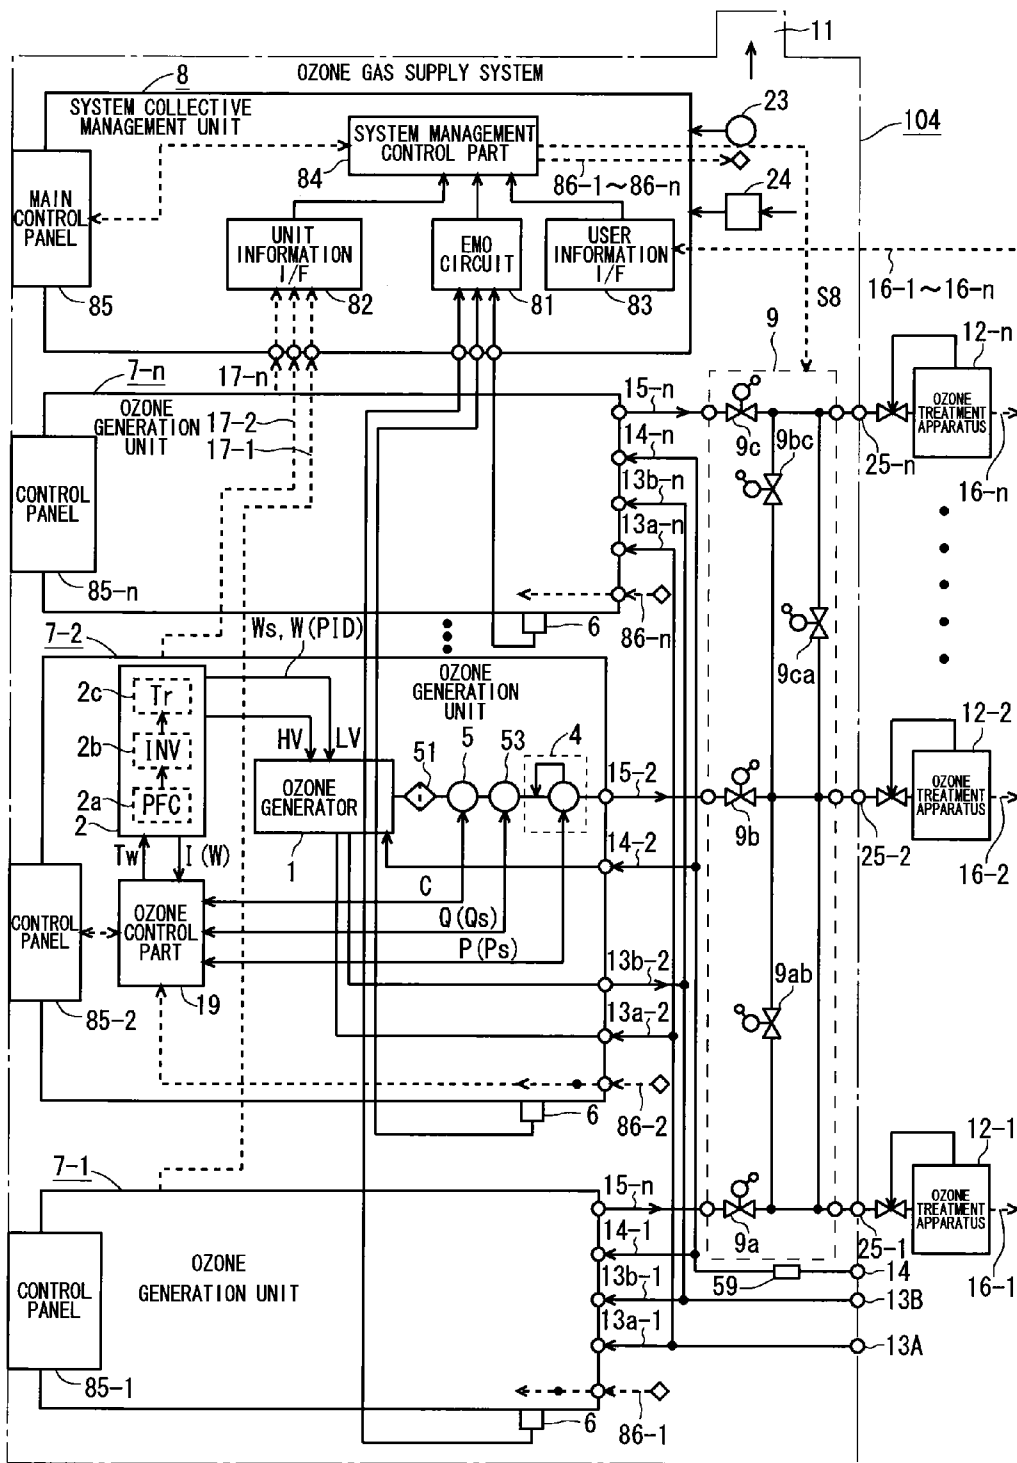 11
OZONE GAS SUPPLY SYSTEM
8
SYSTEM COLLECTIVE
MANAGEMENT UNIT
SYSTEM MANAGEMENT
CONTROL PART
84
86-1～86-n
23
104
24
MAIN
CONTROL
PANEL
85
UNIT
INFORMATION
I/F
82
EMO
CIRCUIT
81
USER
INFORMATION
I/F
83
16-1～16-n
S8
9
12-n
7-n
17-n
17-2
17-1
OZONE
GENERATION
UNIT
CONTROL
PANEL
85-n
15-n
14-n
13b-n
13a-n
86-n
6
9c
9bc
9ca
25-n
OZONE
TREATMENT
APPARATUS
16-n
7-2
Ws, W(PID)
OZONE
GENERATION
UNIT
2c
Tr
2b
INV
2a
PFC
2
HV
LV
OZONE
GENERATOR
1
51
5
53
4
15-2
14-2
9b
12-2
OZONE
TREATMENT
APPARATUS
25-2
16-2
Tw
I(W)
C
Q(Qs)
P(Ps)
CONTROL
PANEL
85-2
OZONE
CONTROL
PART
19
13b-2
13a-2
86-2
6
9ab
7-1
OZONE
GENERATION UNIT
CONTROL
PANEL
85-1
15-n
14-1
13b-1
13a-1
86-1
6
9a
12-1
OZONE
TREATMENT
APPARATUS
25-1
16-1
59
14
13B
13A